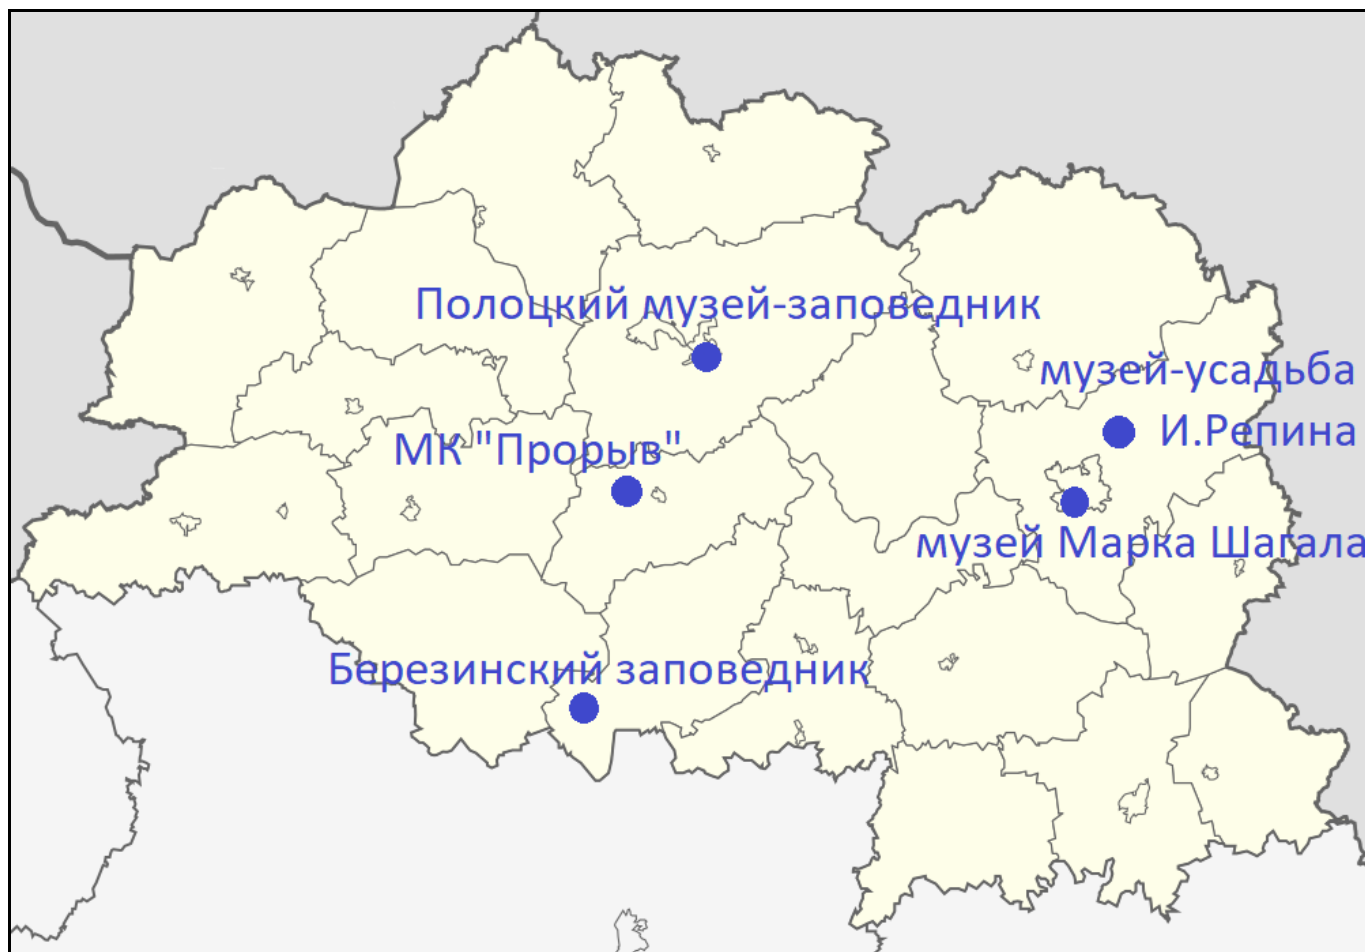 Полоцкий музей-заповедник
музей-усадьба
И.Репина
МК "Прорыв"
музей Марка Шагала
Березинский заповедник